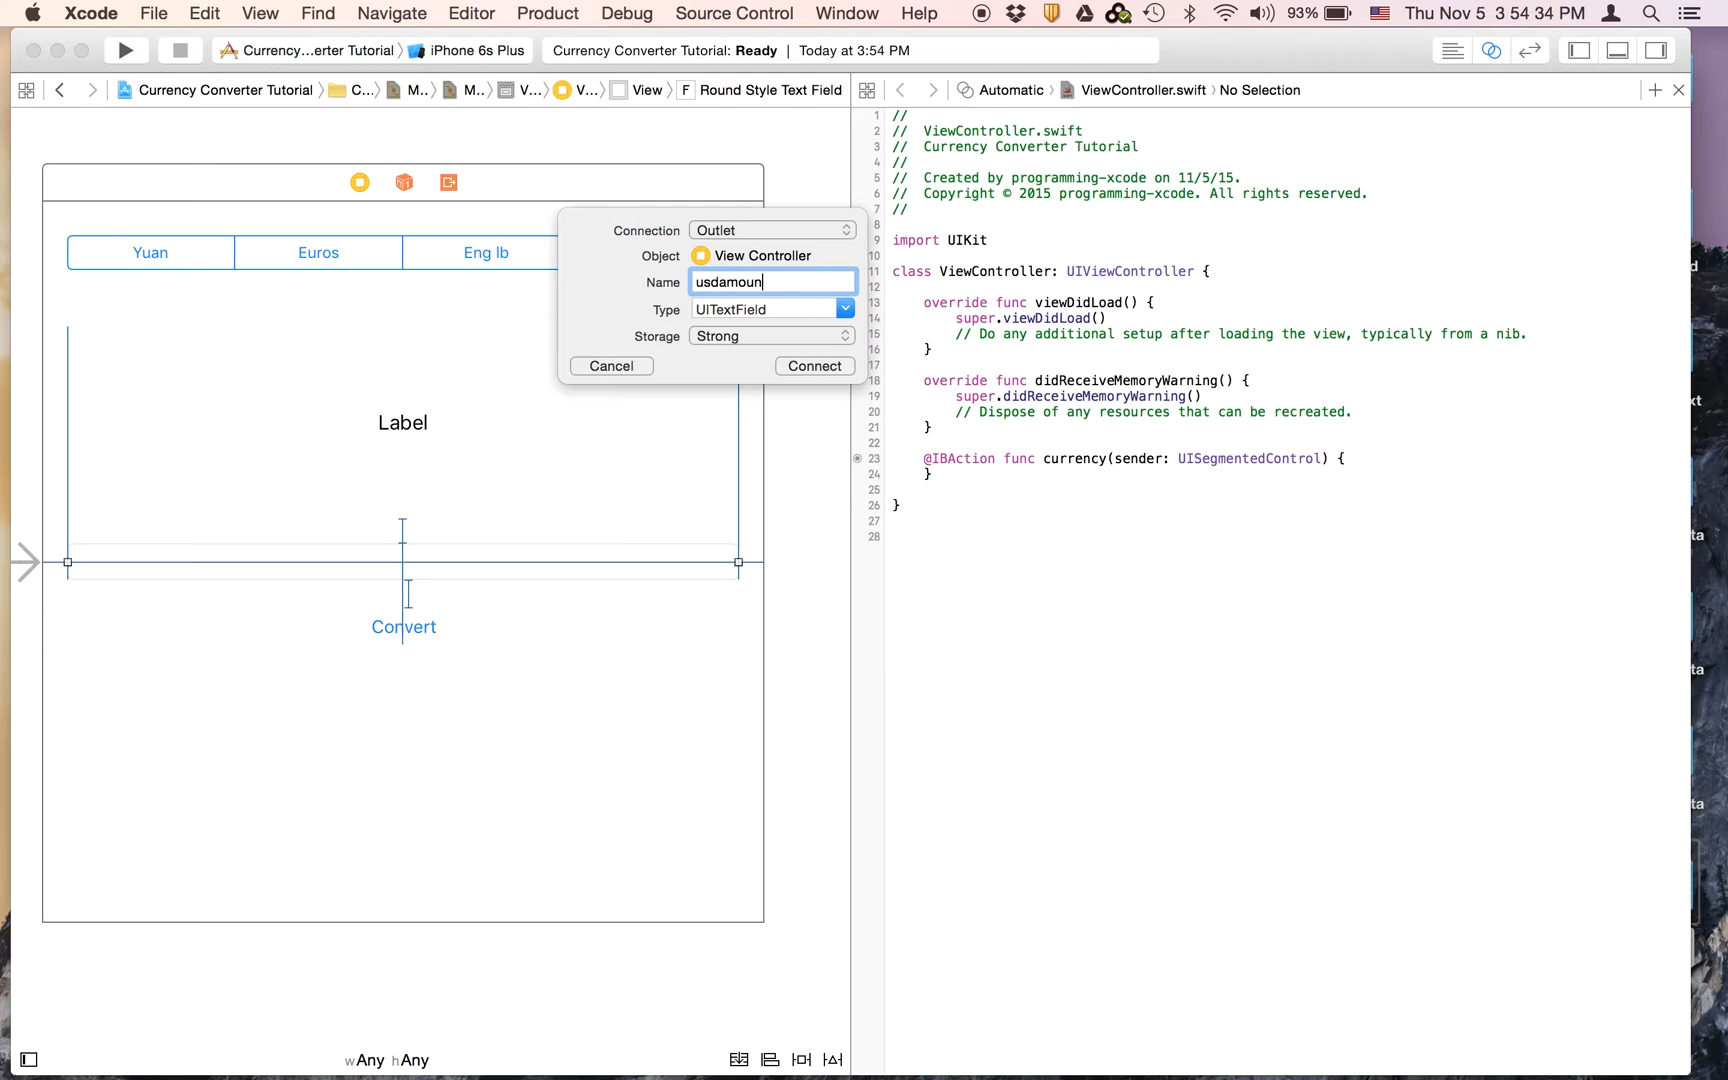 Xcode File Edit View Find Navigate Editor Product Debug Source Control Window Help 93% Thu Nov 5 3 54 34 PM
Currency...erter Tutorial iPhone 6s Plus Currency Converter Tutorial: Ready | Today at 3:54 PM
Currency Converter Tutorial C... M.. M... V... V... View F Round Style Text Field Automatic ViewController.swift No Selection
1 //
2 // ViewController.swift
3 // Currency Converter Tutorial
4 //
5 // Created by programming-xcode on 11/5/15.
6 // Copyright © 2015 programming-xcode. All rights reserved.
7 //
8
9 import UIKit
10
11 class ViewController: UIViewController {
12
13 override func viewDidLoad() {
14 super.viewDidLoad()
15 // Do any additional setup after loading the view, typically from a nib.
16 }
17
18 override func didReceiveMemoryWarning() {
19 super.didReceiveMemoryWarning()
20 // Dispose of any resources that can be recreated.
21 }
22
23 @IBAction func currency(sender: UISegmentedControl) {
24 }
25
26 }
27
28
Yuan Euros Eng lb
Connection Outlet
Object View Controller
Name usdamoun
Type UITextField
Storage Strong
Cancel Connect
Label
Convert
wAny hAny
d
xt
ta
ta
ta